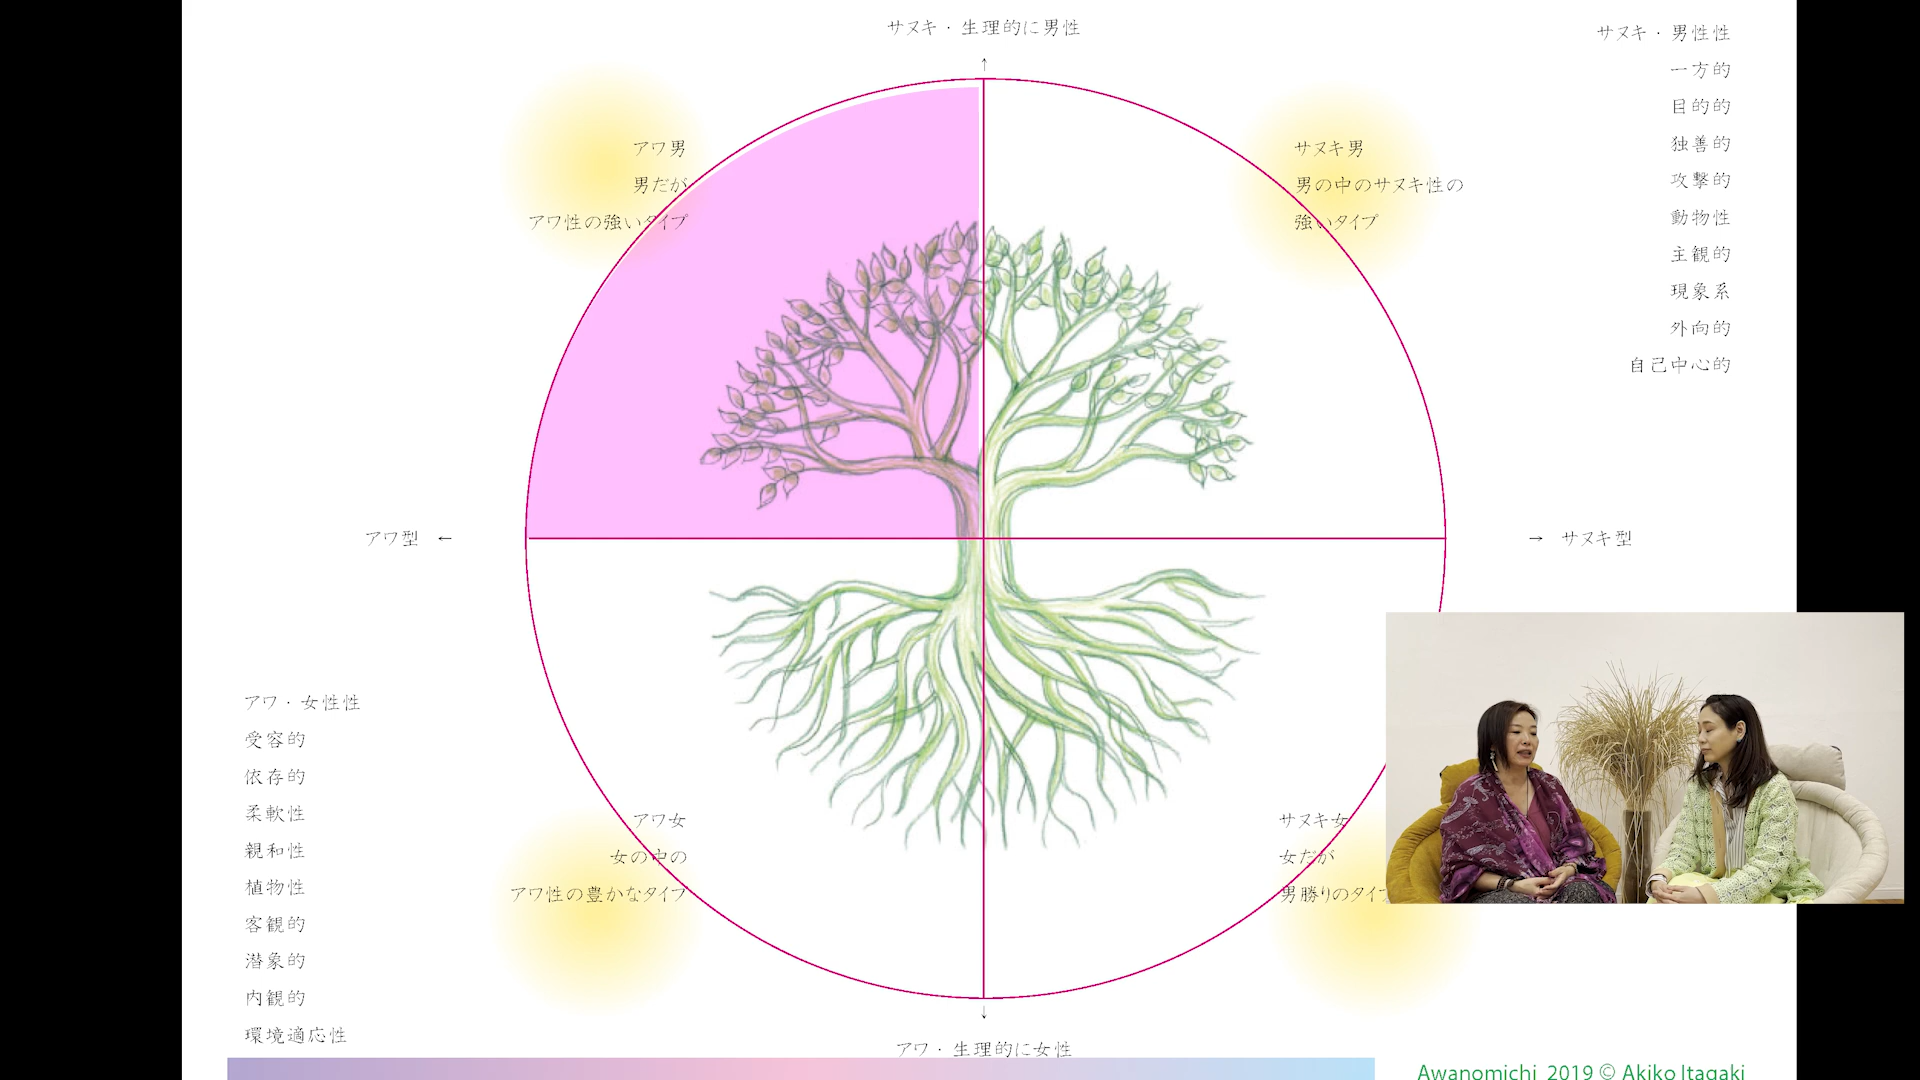 サヌキ・生理的に男性
↑
サヌキ・男性性
一方的
目的的
独善的
攻撃的
動物性
主観的
現象系
外向的
自己中心的
アワ男
男だが
アワ性の強いタイプ
サヌキ男
男の中のサヌキ性の
強いタイプ
アワ型 ←
→ サヌキ型
アワ・女性性
受容的
依存的
柔軟性
親和性
植物性
客観的
潜象的
内観的
環境適応性
アワ女
女の中の
アワ性の豊かなタイプ
サヌキ女
女だが
男勝りのタイプ
↓
アワ・生理的に女性
Awanomichi 2019 © Akiko Itagaki